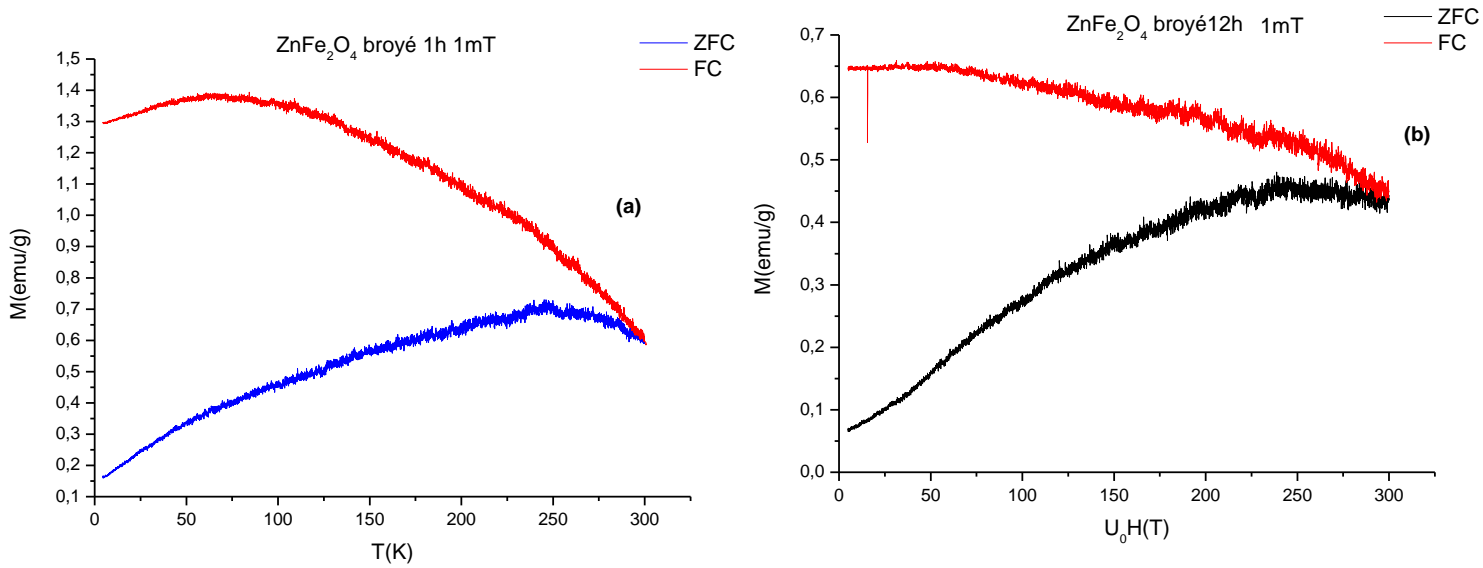 ZnFe2O4 broyé 1h 1mT
ZFC
FC
(a)
M(emu/g)
1,4
1,3
1,2
1,1
1,0
0,9
0,8
0,7
0,6
0,5
0,4
0,3
0,2
0,1
0 50 100 150 200 250 300
T(K)
ZnFe2O4 broyé12h 1mT
ZFC
FC
(b)
M(emu/g)
0,7
0,6
0,5
0,4
0,3
0,2
0,1
0,0
0 50 100 150 200 250 300
U0H(T)